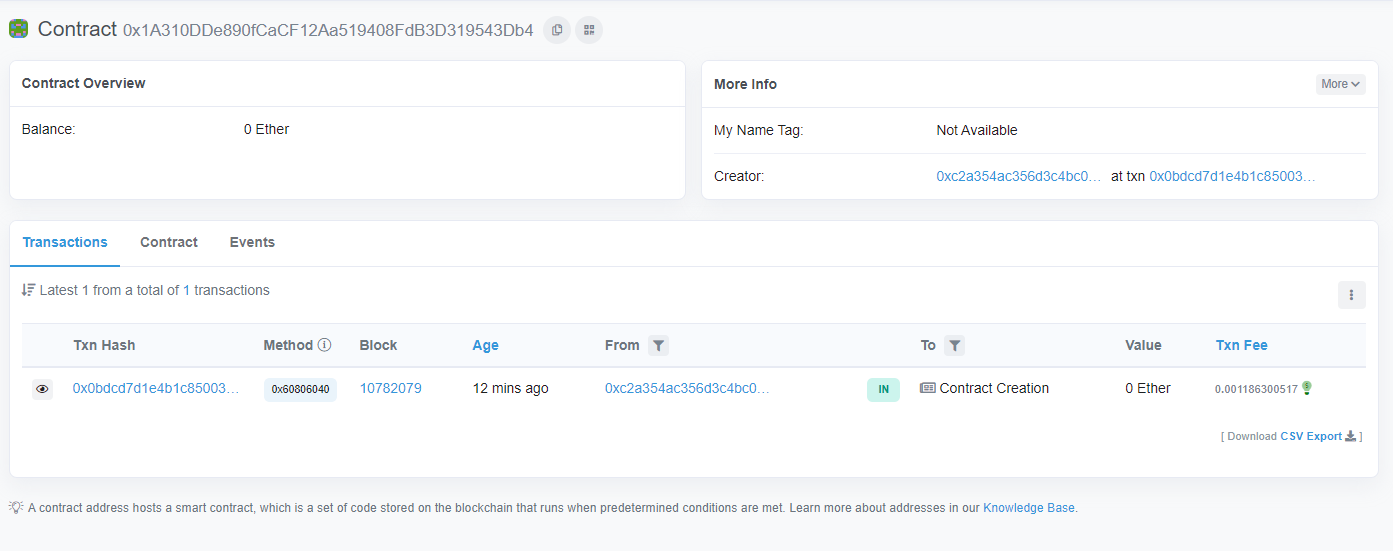 Contract 0x1A310DDe890fCaCF12Aa519408FdB3D319543Db4
Contract Overview
Balance: 0 Ether
More Info More
My Name Tag: Not Available
Creator: 0xc2a354ac356d3c4bc0... at txn 0x0bdcd7d1e4b1c85003...
Transactions Contract Events
Latest 1 from a total of 1 transactions
Txn Hash Method Block Age From To Value Txn Fee
0x0bdcd7d1e4b1c85003... 0x60806040 10782079 12 mins ago 0xc2a354ac356d3c4bc0... IN Contract Creation 0 Ether 0.001186300517
[ Download CSV Export ]
A contract address hosts a smart contract, which is a set of code stored on the blockchain that runs when predetermined conditions are met. Learn more about addresses in our Knowledge Base.